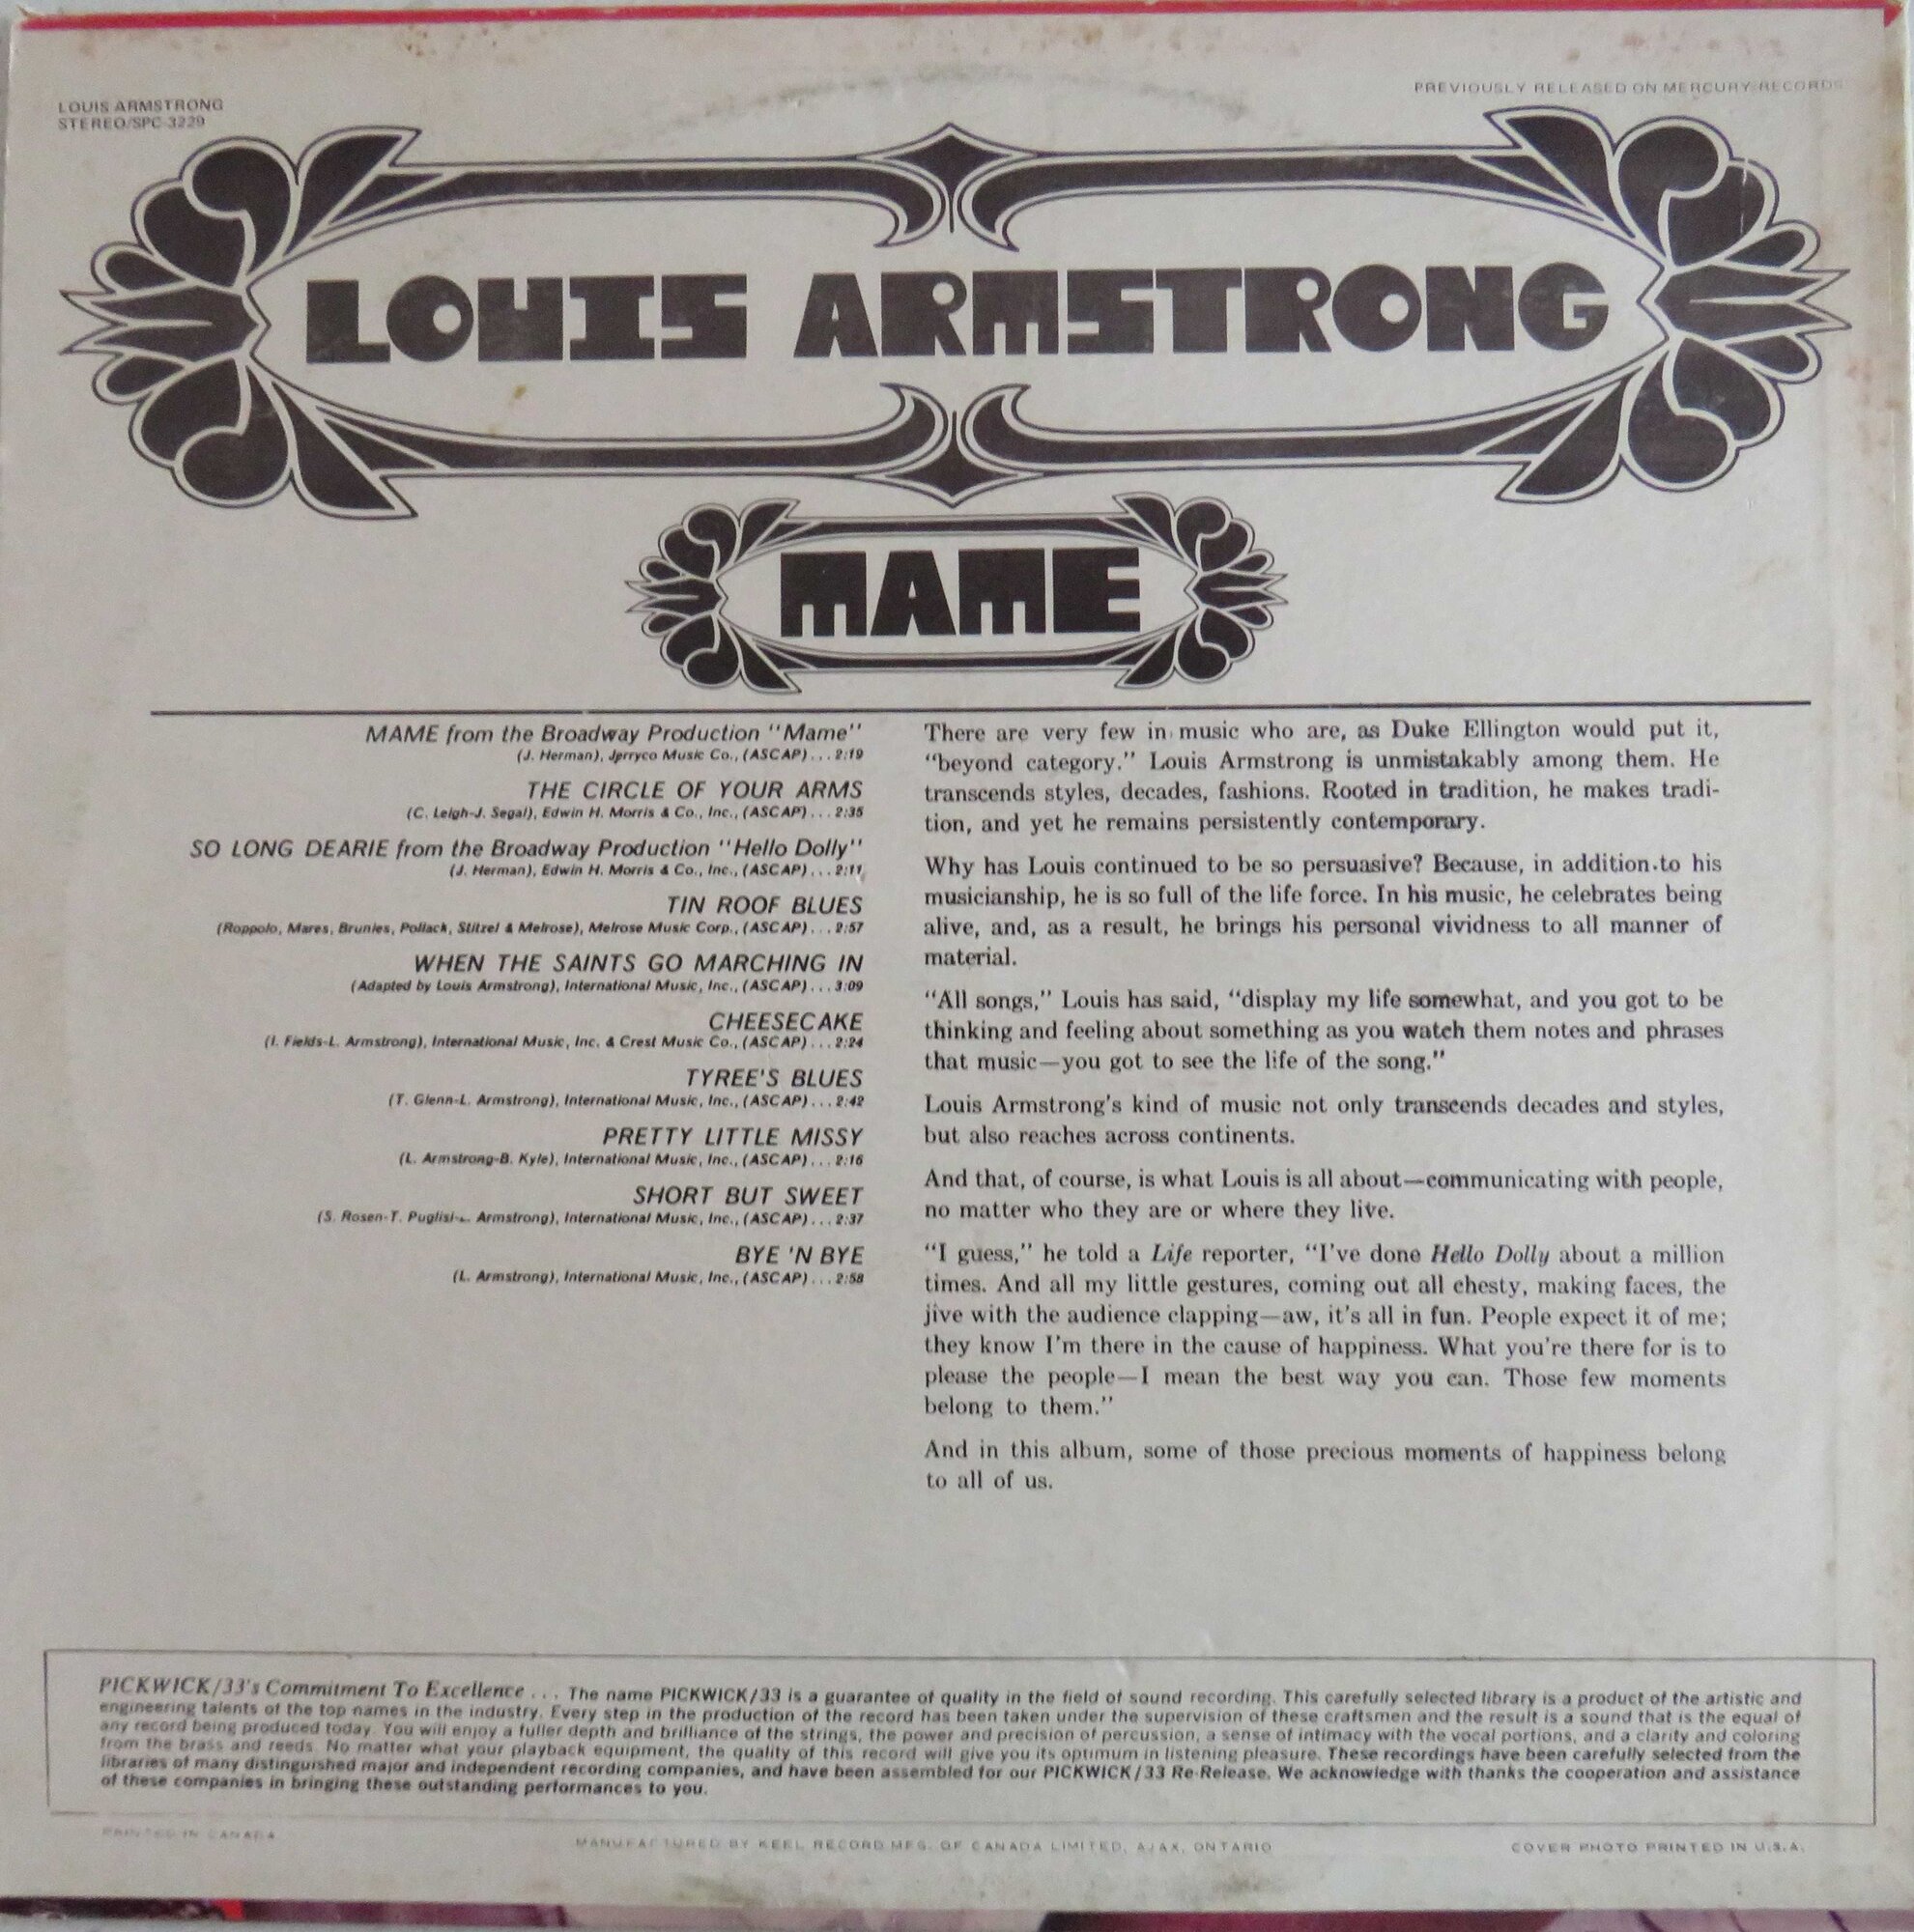 LOUIS ARMSTRONG
STEREO/SPC-3229
PREVIOUSLY RELEASED ON MERCURY RECORDS
LOUIS ARMSTRONG
MAME
MAME from the Broadway Production "Mame"
(J. Herman), Jerryco Music Co., (ASCAP)...2:19
THE CIRCLE OF YOUR ARMS
(C. Leigh-J. Segal), Edwin H. Morris & Co., Inc., (ASCAP)...2:35
SO LONG DEARIE from the Broadway Production "Hello Dolly"
(J. Herman), Edwin H. Morris & Co., Inc., (ASCAP)...2:11
TIN ROOF BLUES
(Roppolo, Mares, Brunies, Pollack, Stitzel & Melrose), Melrose Music Corp., (ASCAP)...2:57
WHEN THE SAINTS GO MARCHING IN
(Adapted by Louis Armstrong), International Music, Inc., (ASCAP)...3:09
CHEESECAKE
(I. Fields-L. Armstrong), International Music, Inc. & Crest Music Co., (ASCAP)...2:24
TYREE'S BLUES
(T. Glenn-L. Armstrong), International Music, Inc., (ASCAP)...2:42
PRETTY LITTLE MISSY
(L. Armstrong-B. Kyle), International Music, Inc., (ASCAP)...2:16
SHORT BUT SWEET
(S. Rosen-T. Puglisi-L. Armstrong), International Music, Inc., (ASCAP)...2:37
BYE 'N BYE
(L. Armstrong), International Music, Inc., (ASCAP)...2:58
There are very few in music who are, as Duke Ellington would put it,
"beyond category." Louis Armstrong is unmistakably among them. He
transcends styles, decades, fashions. Rooted in tradition, he makes tradi-
tion, and yet he remains persistently contemporary.
Why has Louis continued to be so persuasive? Because, in addition to his
musicianship, he is so full of the life force. In his music, he celebrates being
alive, and, as a result, he brings his personal vividness to all manner of
material.
"All songs," Louis has said, "display my life somewhat, and you got to be
thinking and feeling about something as you watch them notes and phrases
that music—you got to see the life of the song."
Louis Armstrong's kind of music not only transcends decades and styles,
but also reaches across continents.
And that, of course, is what Louis is all about—communicating with people,
no matter who they are or where they live.
"I guess," he told a Life reporter, "I've done Hello Dolly about a million
times. And all my little gestures, coming out all chesty, making faces, the
jive with the audience clapping—aw, it's all in fun. People expect it of me;
they know I'm there in the cause of happiness. What you're there for is to
please the people—I mean the best way you can. Those few moments
belong to them."
And in this album, some of those precious moments of happiness belong
to all of us.
PICKWICK/33's Commitment To Excellence... The name PICKWICK/33 is a guarantee of quality in the field of sound recording. This carefully selected library is a product of the artistic and
engineering talents of the top names in the industry. Every step in the production of the record has been taken under the supervision of these craftsmen and the result is a sound that is the equal of
any record being produced today. You will enjoy a fuller depth and brilliance of the strings, the power and precision of percussion, a sense of intimacy with the vocal portions, and a clarity and coloring
from the brass and reeds. No matter what your playback equipment, the quality of this record will give you its optimum in listening pleasure. These recordings have been carefully selected from the
libraries of many distinguished major and independent recording companies, and have been assembled for our PICKWICK/33 Re-Release. We acknowledge with thanks the cooperation and assistance
of these companies in bringing these outstanding performances to you.
PRINTED IN CANADA
MANUFACTURED BY KEEL RECORD MFG. OF CANADA LIMITED, AJAX, ONTARIO
COVER PHOTO PRINTED IN U.S.A.